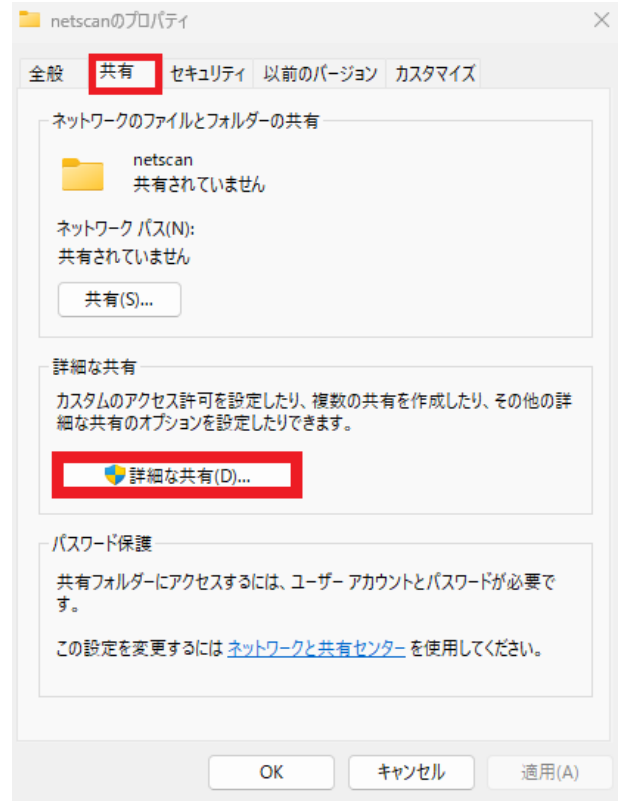 netscanのプロパティ
全般 共有 セキュリティ 以前のバージョン カスタマイズ
ネットワークのファイルとフォルダーの共有
netscan
共有されていません
ネットワーク パス(N):
共有されていません
共有(S)...
詳細な共有
カスタムのアクセス許可を設定したり、複数の共有を作成したり、その他の詳
細な共有のオプションを設定したりできます。
詳細な共有(D)...
パスワード保護
共有フォルダーにアクセスするには、ユーザー アカウントとパスワードが必要で
す。
この設定を変更するには ネットワークと共有センター を使用してください。
OK キャンセル 適用(A)